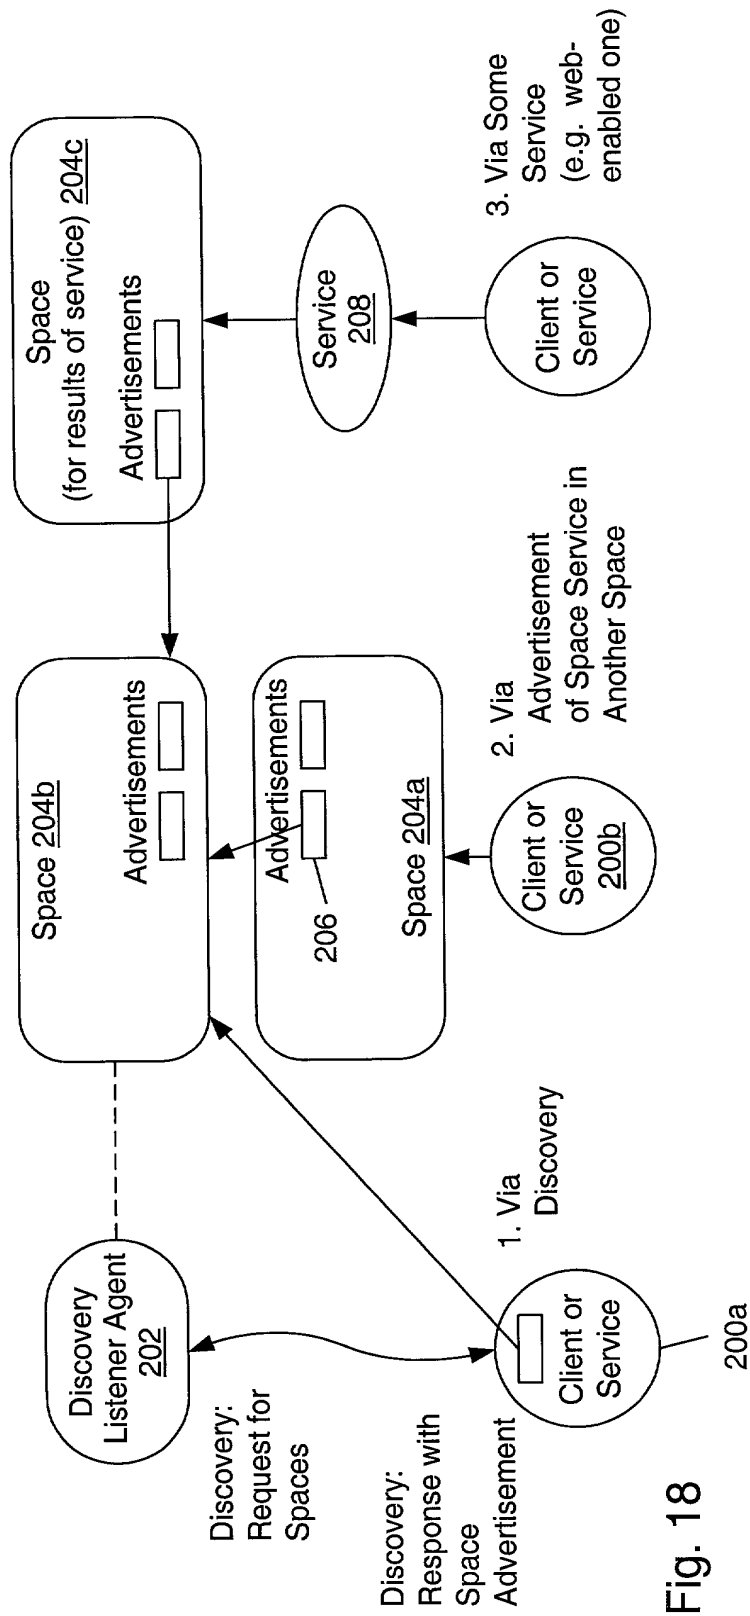 Discovery
Listener Agent
202
Space 204b
Advertisements
Space
(for results of service) 204c
Advertisements
Discovery:
Request for
Spaces
Advertisements
206
Space 204a
Service
208
Discovery:
Response with
Space
Advertisement
Client or
Service
200a
1. Via
Discovery
Client or
Service
200b
2. Via
Advertisement
of Space Service in
Another Space
Client or
Service
3. Via Some
Service
(e.g. web-
enabled one)
Fig. 18